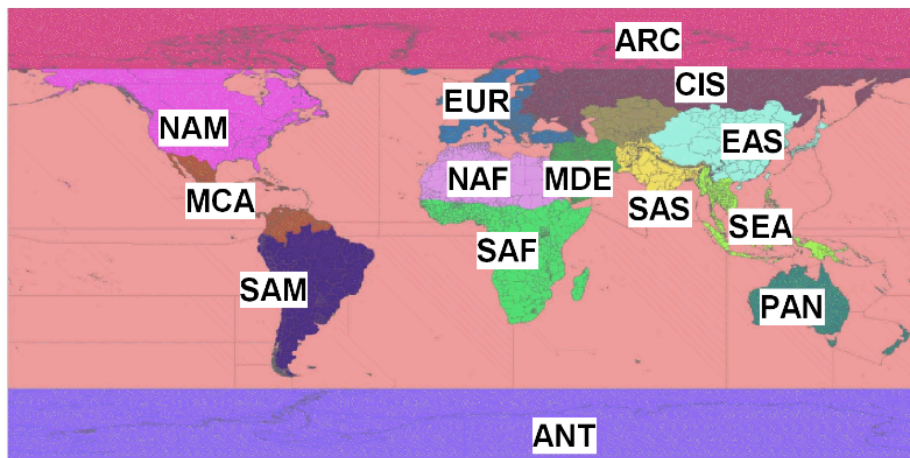 ARC
CIS
EUR
NAM
EAS
NAF
MDE
MCA
SAS
SEA
SAF
SAM
PAN
ANT